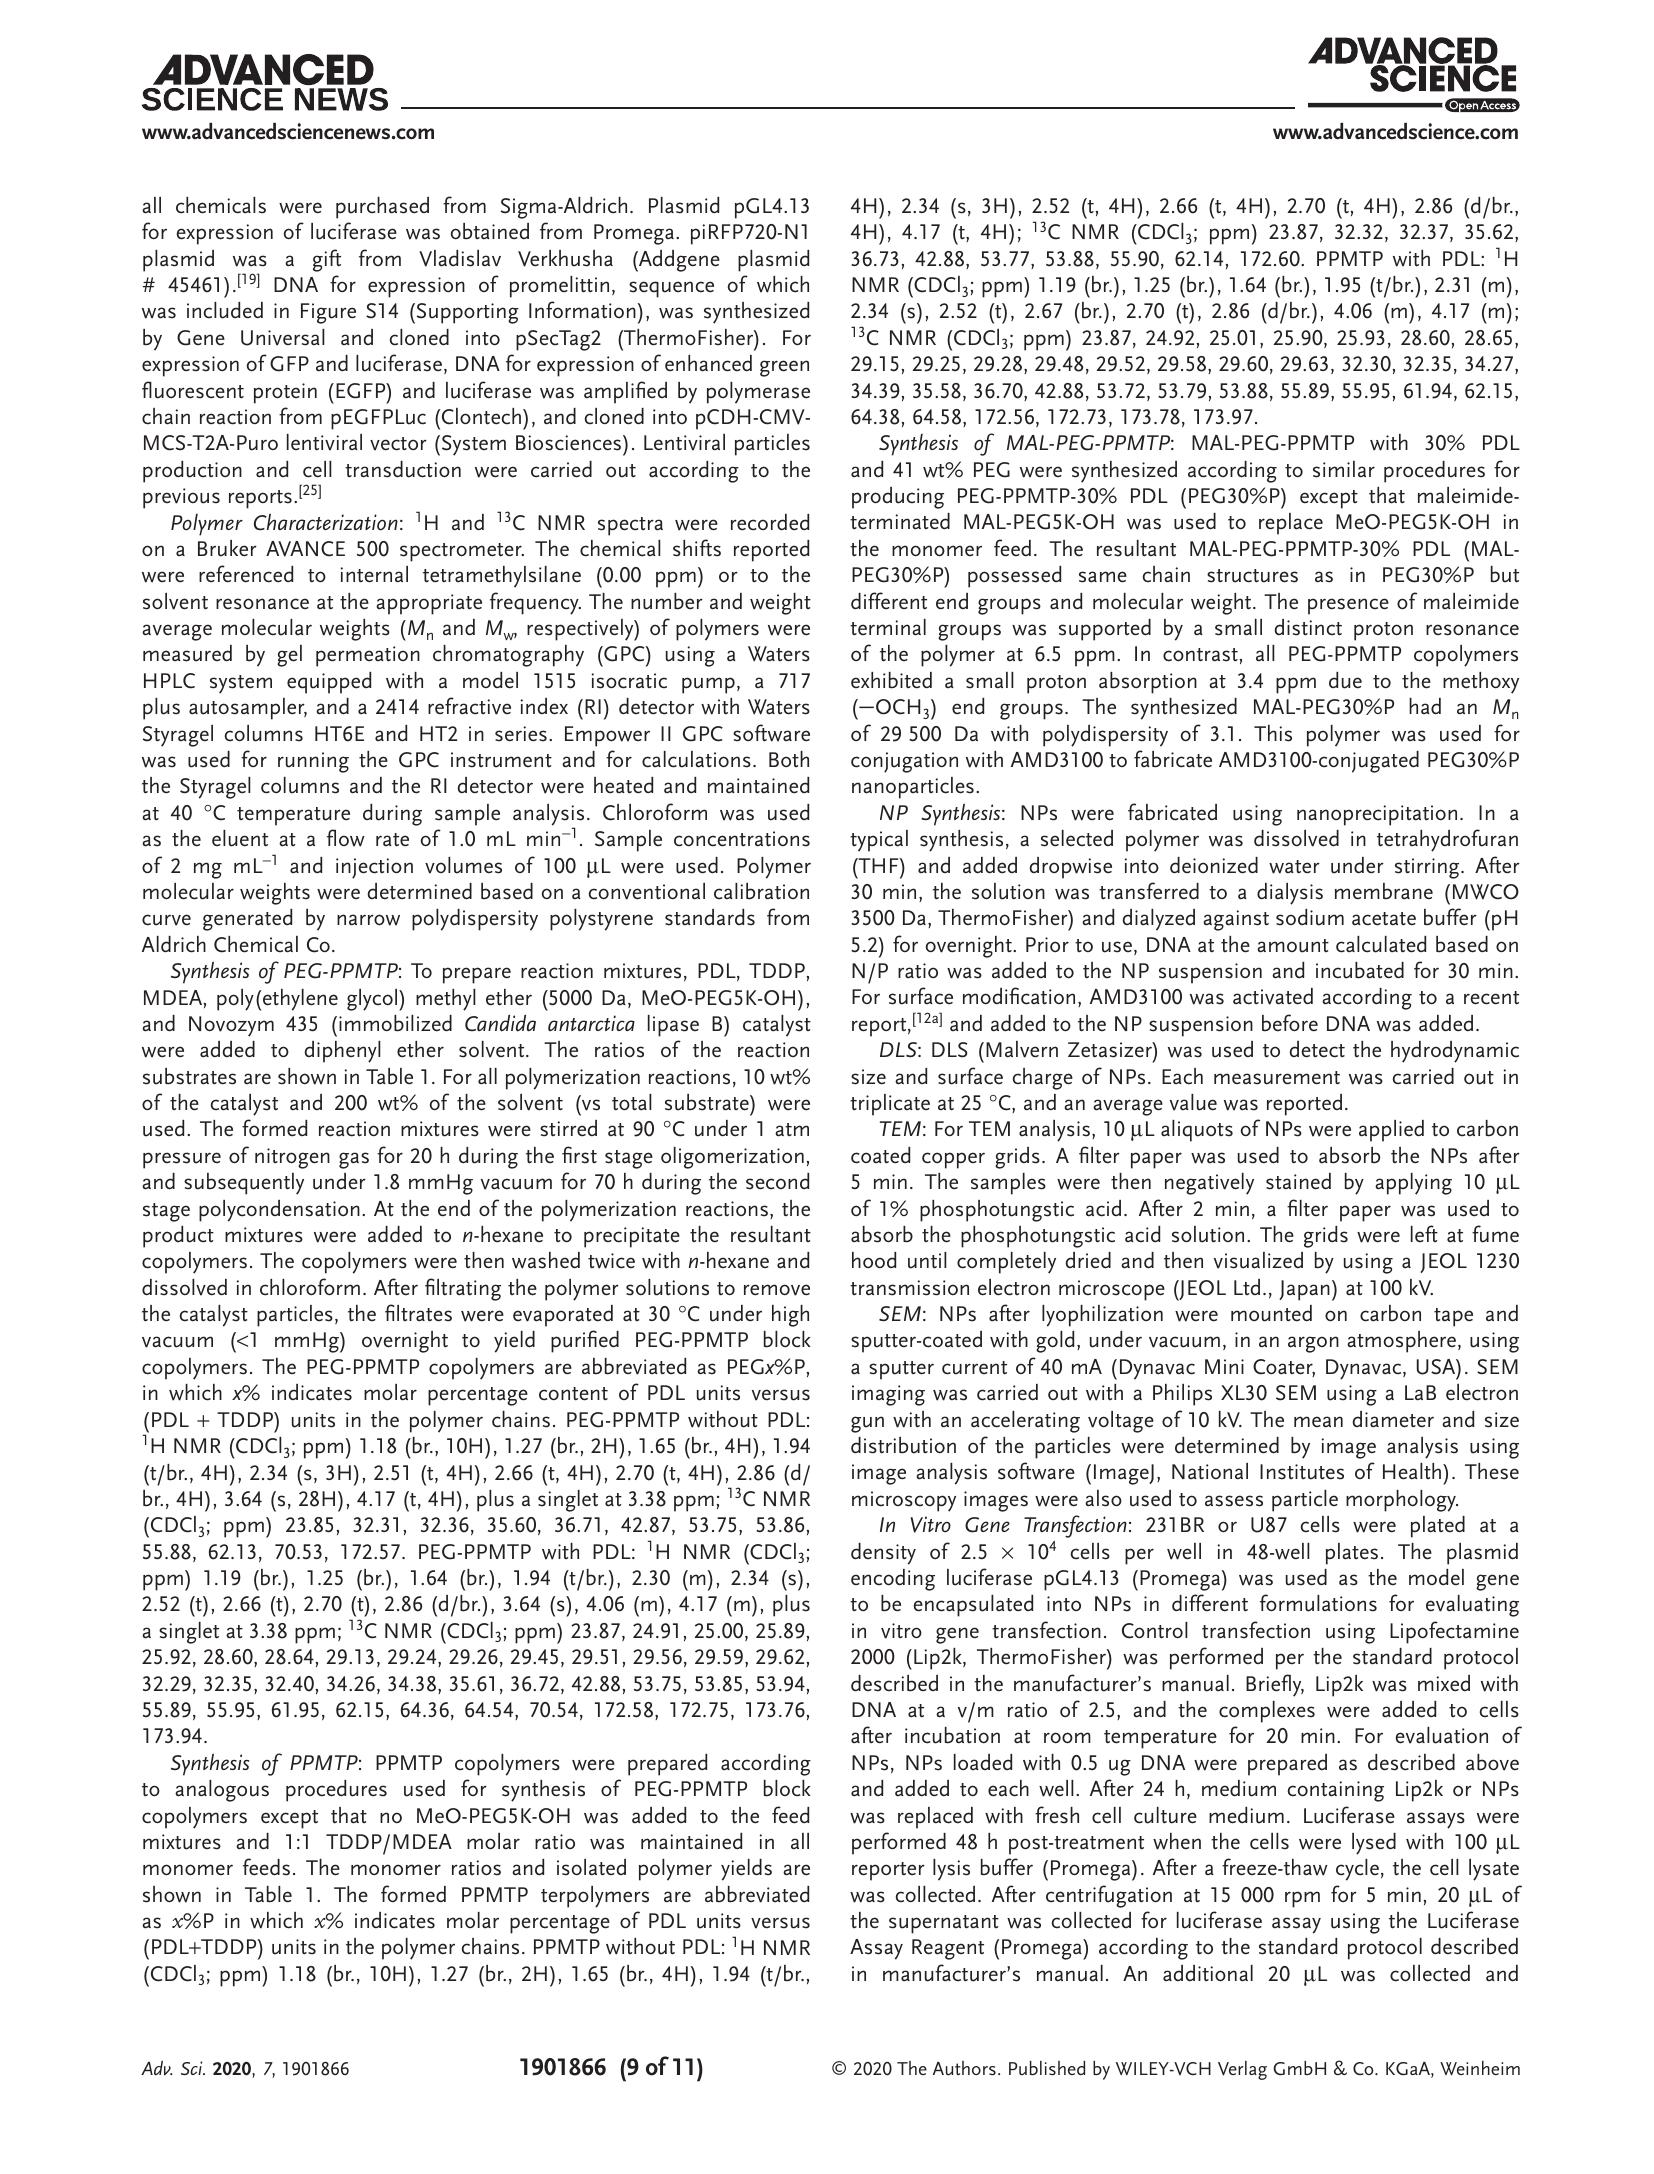 ADVANCED
SCIENCE NEWS
www.advancedsciencenews.com
ADVANCED
SCIENCE
Open Access
www.advancedscience.com
all chemicals were purchased from Sigma-Aldrich. Plasmid pGL4.13
for expression of luciferase was obtained from Promega. piRFP720-N1
plasmid was a gift from Vladislav Verkhusha (Addgene plasmid
# 45461).[19] DNA for expression of promelittin, sequence of which
was included in Figure S14 (Supporting Information), was synthesized
by Gene Universal and cloned into pSecTag2 (ThermoFisher). For
expression of GFP and luciferase, DNA for expression of enhanced green
fluorescent protein (EGFP) and luciferase was amplified by polymerase
chain reaction from pEGFPLuc (Clontech), and cloned into pCDH-CMV-
MCS-T2A-Puro lentiviral vector (System Biosciences). Lentiviral particles
production and cell transduction were carried out according to the
previous reports.[25]
Polymer Characterization: 1H and 13C NMR spectra were recorded
on a Bruker AVANCE 500 spectrometer. The chemical shifts reported
were referenced to internal tetramethylsilane (0.00 ppm) or to the
solvent resonance at the appropriate frequency. The number and weight
average molecular weights (Mn and Mw, respectively) of polymers were
measured by gel permeation chromatography (GPC) using a Waters
HPLC system equipped with a model 1515 isocratic pump, a 717
plus autosampler, and a 2414 refractive index (RI) detector with Waters
Styragel columns HT6E and HT2 in series. Empower II GPC software
was used for running the GPC instrument and for calculations. Both
the Styragel columns and the RI detector were heated and maintained
at 40 °C temperature during sample analysis. Chloroform was used
as the eluent at a flow rate of 1.0 mL min−1. Sample concentrations
of 2 mg mL−1 and injection volumes of 100 µL were used. Polymer
molecular weights were determined based on a conventional calibration
curve generated by narrow polydispersity polystyrene standards from
Aldrich Chemical Co.
Synthesis of PEG-PPMTP: To prepare reaction mixtures, PDL, TDDP,
MDEA, poly(ethylene glycol) methyl ether (5000 Da, MeO-PEG5K-OH),
and Novozym 435 (immobilized Candida antarctica lipase B) catalyst
were added to diphenyl ether solvent. The ratios of the reaction
substrates are shown in Table 1. For all polymerization reactions, 10 wt%
of the catalyst and 200 wt% of the solvent (vs total substrate) were
used. The formed reaction mixtures were stirred at 90 °C under 1 atm
pressure of nitrogen gas for 20 h during the first stage oligomerization,
and subsequently under 1.8 mmHg vacuum for 70 h during the second
stage polycondensation. At the end of the polymerization reactions, the
product mixtures were added to n-hexane to precipitate the resultant
copolymers. The copolymers were then washed twice with n-hexane and
dissolved in chloroform. After filtrating the polymer solutions to remove
the catalyst particles, the filtrates were evaporated at 30 °C under high
vacuum (<1 mmHg) overnight to yield purified PEG-PPMTP block
copolymers. The PEG-PPMTP copolymers are abbreviated as PEGx%P,
in which x% indicates molar percentage content of PDL units versus
(PDL + TDDP) units in the polymer chains. PEG-PPMTP without PDL:
1H NMR (CDCl3; ppm) 1.18 (br., 10H), 1.27 (br., 2H), 1.65 (br., 4H), 1.94
(t/br., 4H), 2.34 (s, 3H), 2.51 (t, 4H), 2.66 (t, 4H), 2.70 (t, 4H), 2.86 (d/
br., 4H), 3.64 (s, 28H), 4.17 (t, 4H), plus a singlet at 3.38 ppm; 13C NMR
(CDCl3; ppm) 23.85, 32.31, 32.36, 35.60, 36.71, 42.87, 53.75, 53.86,
55.88, 62.13, 70.53, 172.57. PEG-PPMTP with PDL: 1H NMR (CDCl3;
ppm) 1.19 (br.), 1.25 (br.), 1.64 (br.), 1.94 (t/br.), 2.30 (m), 2.34 (s),
2.52 (t), 2.66 (t), 2.70 (t), 2.86 (d/br.), 3.64 (s), 4.06 (m), 4.17 (m), plus
a singlet at 3.38 ppm; 13C NMR (CDCl3; ppm) 23.87, 24.91, 25.00, 25.89,
25.92, 28.60, 28.64, 29.13, 29.24, 29.26, 29.45, 29.51, 29.56, 29.59, 29.62,
32.29, 32.35, 32.40, 34.26, 34.38, 35.61, 36.72, 42.88, 53.75, 53.85, 53.94,
55.89, 55.95, 61.95, 62.15, 64.36, 64.54, 70.54, 172.58, 172.75, 173.76,
173.94.
Synthesis of PPMTP: PPMTP copolymers were prepared according
to analogous procedures used for synthesis of PEG-PPMTP block
copolymers except that no MeO-PEG5K-OH was added to the feed
mixtures and 1:1 TDDP/MDEA molar ratio was maintained in all
monomer feeds. The monomer ratios and isolated polymer yields are
shown in Table 1. The formed PPMTP terpolymers are abbreviated
as x%P in which x% indicates molar percentage of PDL units versus
(PDL+TDDP) units in the polymer chains. PPMTP without PDL: 1H NMR
(CDCl3; ppm) 1.18 (br., 10H), 1.27 (br., 2H), 1.65 (br., 4H), 1.94 (t/br.,
4H), 2.34 (s, 3H), 2.52 (t, 4H), 2.66 (t, 4H), 2.70 (t, 4H), 2.86 (d/br.,
4H), 4.17 (t, 4H); 13C NMR (CDCl3; ppm) 23.87, 32.32, 32.37, 35.62,
36.73, 42.88, 53.77, 53.88, 55.90, 62.14, 172.60. PPMTP with PDL: 1H
NMR (CDCl3; ppm) 1.19 (br.), 1.25 (br.), 1.64 (br.), 1.95 (t/br.), 2.31 (m),
2.34 (s), 2.52 (t), 2.67 (br.), 2.70 (t), 2.86 (d/br.), 4.06 (m), 4.17 (m);
13C NMR (CDCl3; ppm) 23.87, 24.92, 25.01, 25.90, 25.93, 28.60, 28.65,
29.15, 29.25, 29.28, 29.48, 29.52, 29.58, 29.60, 29.63, 32.30, 32.35, 34.27,
34.39, 35.58, 36.70, 42.88, 53.72, 53.79, 53.88, 55.89, 55.95, 61.94, 62.15,
64.38, 64.58, 172.56, 172.73, 173.78, 173.97.
Synthesis of MAL-PEG-PPMTP: MAL-PEG-PPMTP with 30% PDL
and 41 wt% PEG were synthesized according to similar procedures for
producing PEG-PPMTP-30% PDL (PEG30%P) except that maleimide-
terminated MAL-PEG5K-OH was used to replace MeO-PEG5K-OH in
the monomer feed. The resultant MAL-PEG-PPMTP-30% PDL (MAL-
PEG30%P) possessed same chain structures as in PEG30%P but
different end groups and molecular weight. The presence of maleimide
terminal groups was supported by a small distinct proton resonance
of the polymer at 6.5 ppm. In contrast, all PEG-PPMTP copolymers
exhibited a small proton absorption at 3.4 ppm due to the methoxy
(—OCH3) end groups. The synthesized MAL-PEG30%P had an Mn
of 29 500 Da with polydispersity of 3.1. This polymer was used for
conjugation with AMD3100 to fabricate AMD3100-conjugated PEG30%P
nanoparticles.
NP Synthesis: NPs were fabricated using nanoprecipitation. In a
typical synthesis, a selected polymer was dissolved in tetrahydrofuran
(THF) and added dropwise into deionized water under stirring. After
30 min, the solution was transferred to a dialysis membrane (MWCO
3500 Da, ThermoFisher) and dialyzed against sodium acetate buffer (pH
5.2) for overnight. Prior to use, DNA at the amount calculated based on
N/P ratio was added to the NP suspension and incubated for 30 min.
For surface modification, AMD3100 was activated according to a recent
report,[12a] and added to the NP suspension before DNA was added.
DLS: DLS (Malvern Zetasizer) was used to detect the hydrodynamic
size and surface charge of NPs. Each measurement was carried out in
triplicate at 25 °C, and an average value was reported.
TEM: For TEM analysis, 10 µL aliquots of NPs were applied to carbon
coated copper grids. A filter paper was used to absorb the NPs after
5 min. The samples were then negatively stained by applying 10 µL
of 1% phosphotungstic acid. After 2 min, a filter paper was used to
absorb the phosphotungstic acid solution. The grids were left at fume
hood until completely dried and then visualized by using a JEOL 1230
transmission electron microscope (JEOL Ltd., Japan) at 100 kV.
SEM: NPs after lyophilization were mounted on carbon tape and
sputter-coated with gold, under vacuum, in an argon atmosphere, using
a sputter current of 40 mA (Dynavac Mini Coater, Dynavac, USA). SEM
imaging was carried out with a Philips XL30 SEM using a LaB electron
gun with an accelerating voltage of 10 kV. The mean diameter and size
distribution of the particles were determined by image analysis using
image analysis software (ImageJ, National Institutes of Health). These
microscopy images were also used to assess particle morphology.
In Vitro Gene Transfection: 231BR or U87 cells were plated at a
density of 2.5 × 104 cells per well in 48-well plates. The plasmid
encoding luciferase pGL4.13 (Promega) was used as the model gene
to be encapsulated into NPs in different formulations for evaluating
in vitro gene transfection. Control transfection using Lipofectamine
2000 (Lip2k, ThermoFisher) was performed per the standard protocol
described in the manufacturer's manual. Briefly, Lip2k was mixed with
DNA at a v/m ratio of 2.5, and the complexes were added to cells
after incubation at room temperature for 20 min. For evaluation of
NPs, NPs loaded with 0.5 ug DNA were prepared as described above
and added to each well. After 24 h, medium containing Lip2k or NPs
was replaced with fresh cell culture medium. Luciferase assays were
performed 48 h post-treatment when the cells were lysed with 100 µL
reporter lysis buffer (Promega). After a freeze-thaw cycle, the cell lysate
was collected. After centrifugation at 15 000 rpm for 5 min, 20 µL of
the supernatant was collected for luciferase assay using the Luciferase
Assay Reagent (Promega) according to the standard protocol described
in manufacturer's manual. An additional 20 µL was collected and
Adv. Sci. 2020, 7, 1901866
1901866 (9 of 11)
© 2020 The Authors. Published by WILEY-VCH Verlag GmbH & Co. KGaA, Weinheim